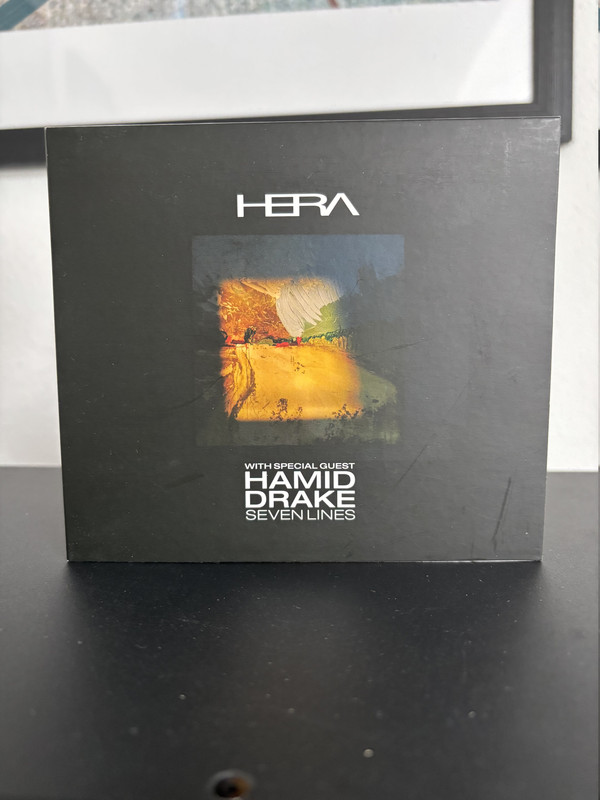 HERA
WITH SPECIAL GUEST
HAMID
DRAKE
SEVEN LINES